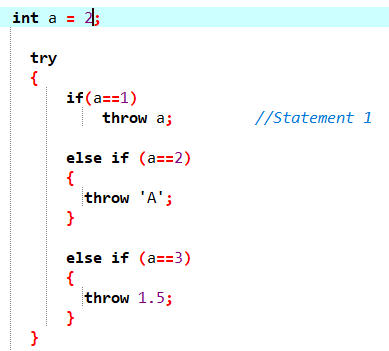 int a = 2;
try
{
if(a==1)
throw a; //Statement 1
else if (a==2)
{
throw 'A';
}
else if (a==3)
{
throw 1.5;
}
}